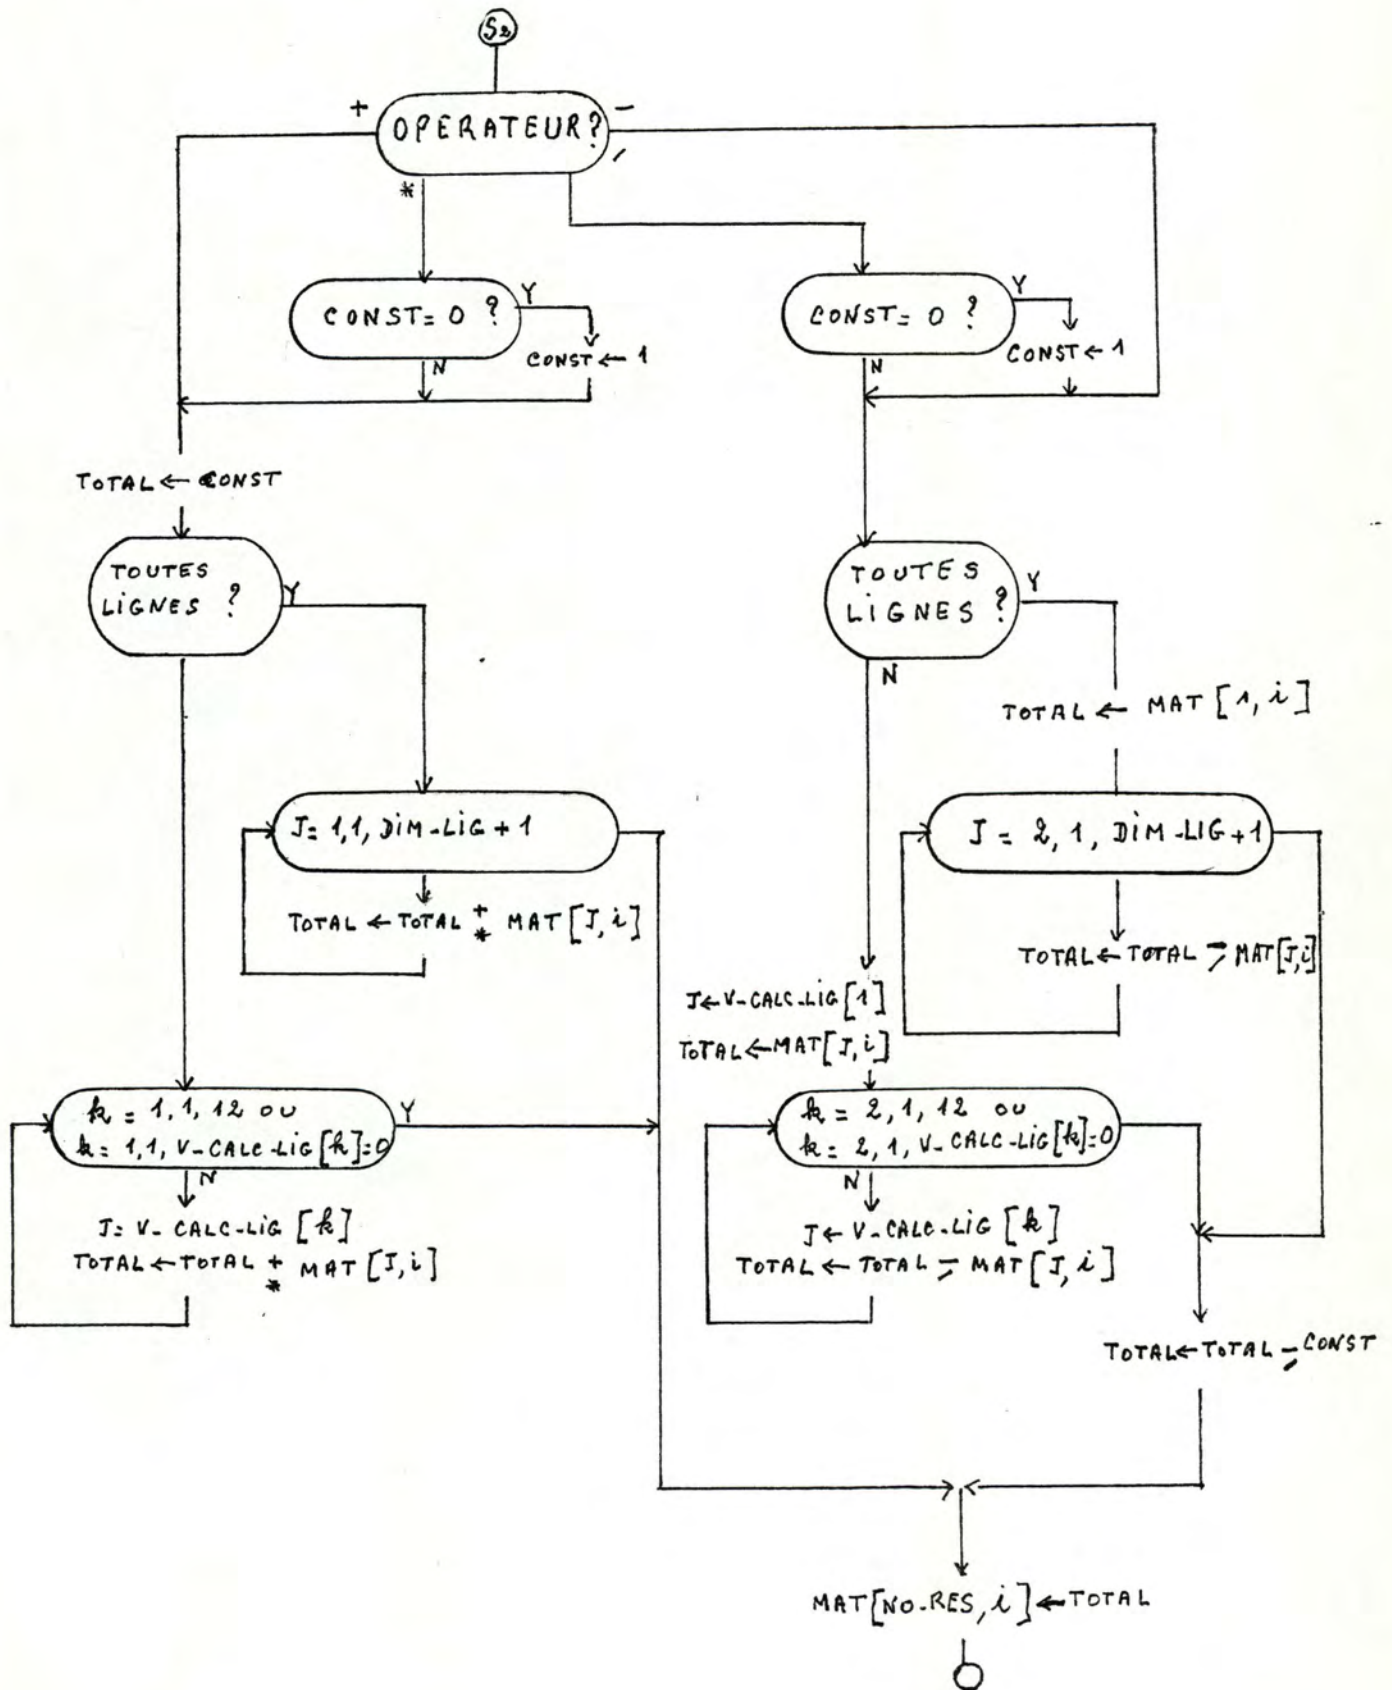 S2
+
OPERATEUR?
-
/
*
CONST= 0 ?
Y
N
CONST ← 1
CONST= 0 ?
Y
N
CONST ← 1
TOTAL ← CONST
TOUTES
LIGNES ?
Y
TOUTES
LIGNES ?
Y
N
TOTAL ← MAT [1, i]
J= 1,1, DIM-LIG + 1
TOTAL ← TOTAL + * MAT [J, i]
J = 2, 1, DIM-LIG + 1
TOTAL ← TOTAL - / MAT[J,i]
J ← V-CALC-LIG [1]
TOTAL ← MAT[J, i]
k = 1, 1, 12 OU
k = 1,1, V-CALC-LIG [k]=0
Y
N
J= V-CALC-LIG [k]
TOTAL ← TOTAL + * MAT [J, i]
k = 2, 1, 12 OU
k = 2, 1, V-CALC-LIG[k]=0
N
J ← V-CALC-LIG [k]
TOTAL ← TOTAL - / MAT [J, i]
TOTAL ← TOTAL - / CONST
MAT[NO-RES, i] ← TOTAL